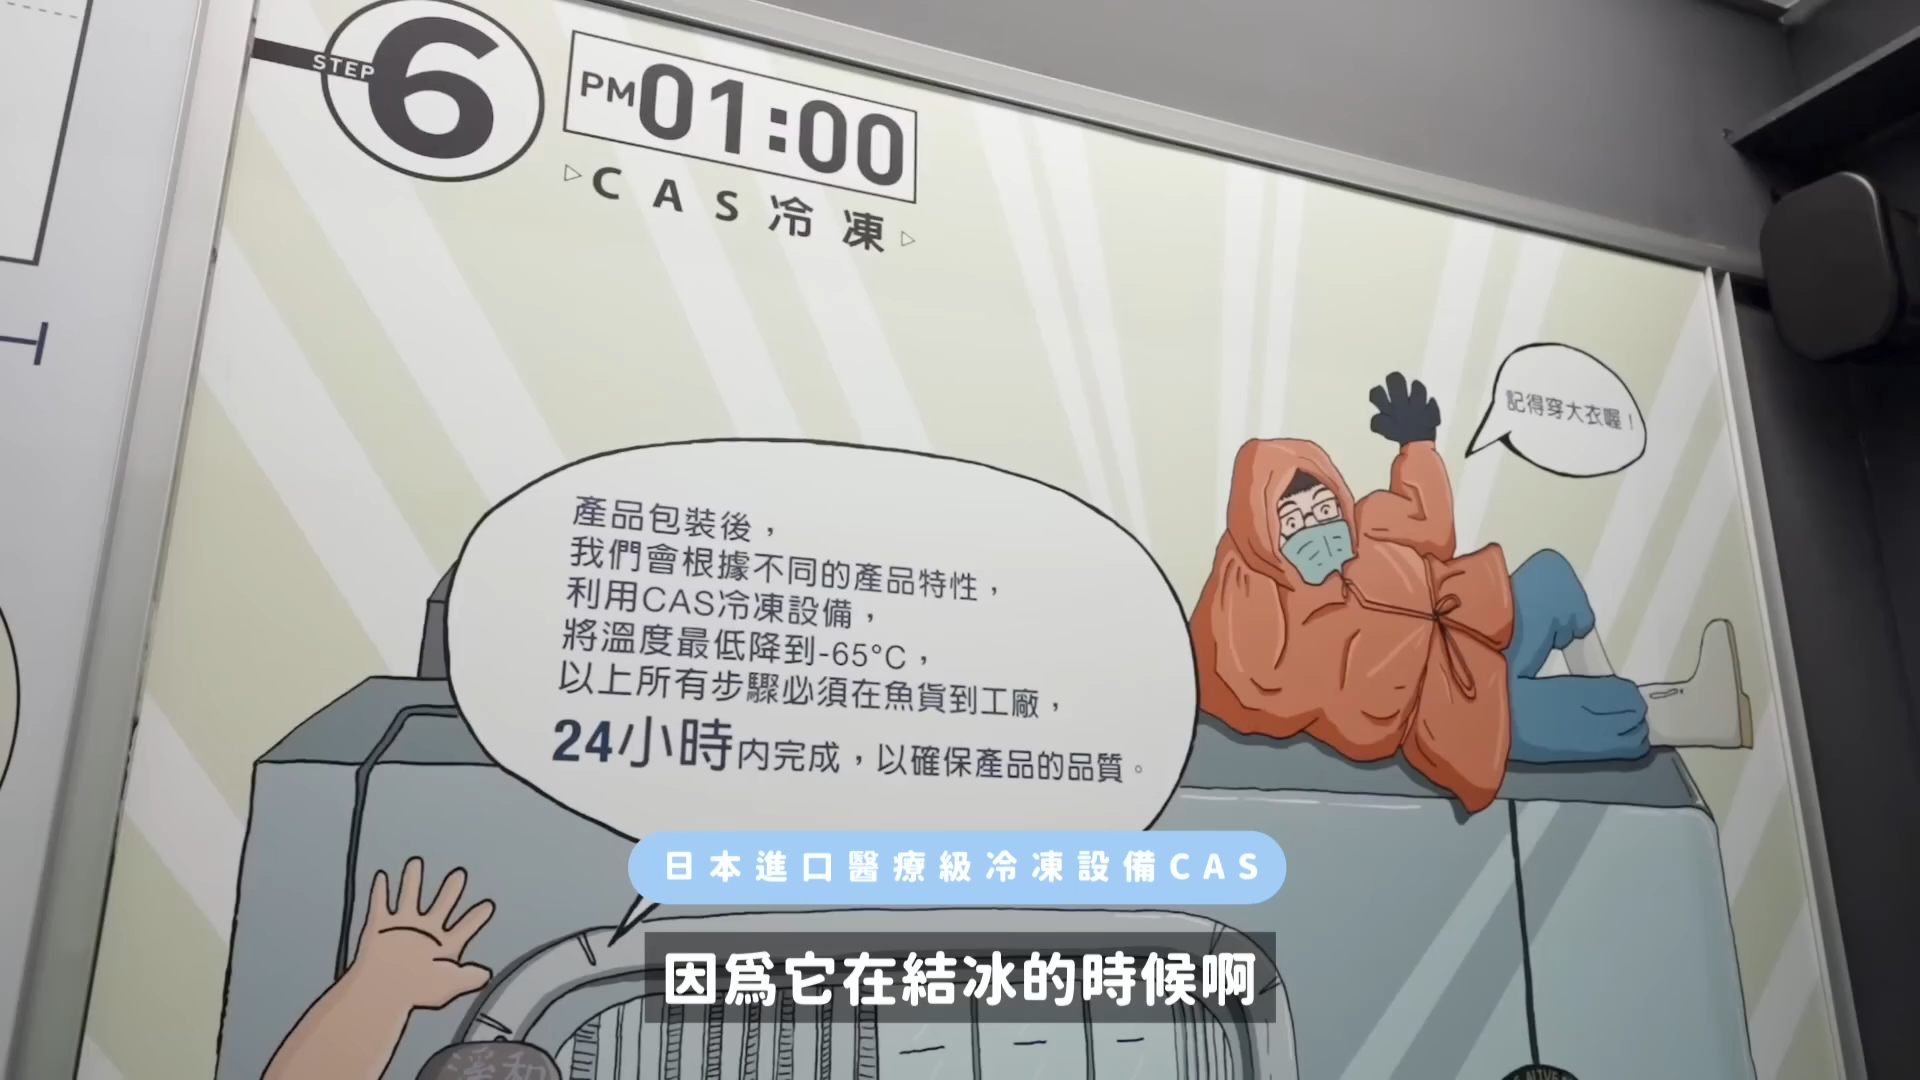 STEP 6
PM 01:00
CAS冷凍
記得穿大衣喔！
產品包裝後，
我們會根據不同的產品特性，
利用CAS冷凍設備，
將溫度最低降到-65°C，
以上所有步驟必須在魚貨到工廠，
24小時內完成，以確保產品的品質。
日本進口醫療級冷凍設備CAS
因爲它在結冰的時候啊
溪和